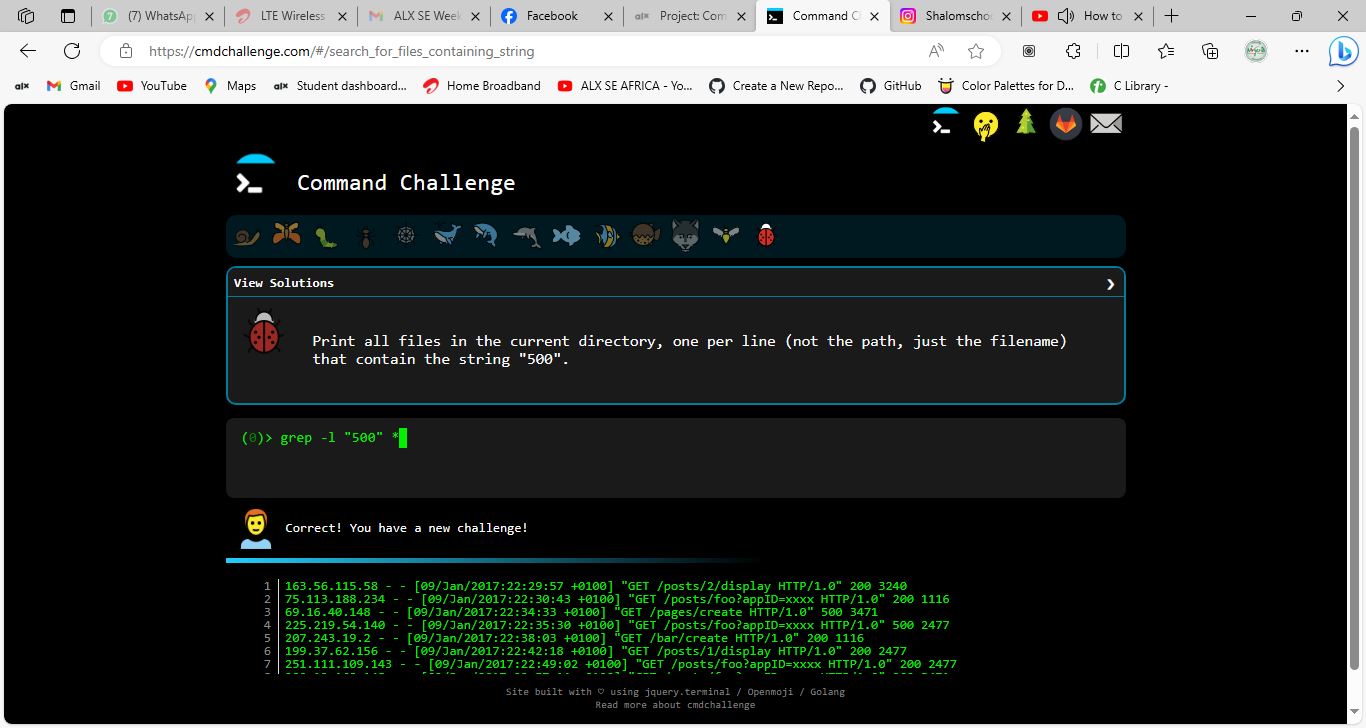 (7) WhatsAp
LTE Wireless
ALX SE Week
Facebook
Project: Com
Command Ch
Shalomschoo
How to
https://cmdchallenge.com/#/search_for_files_containing_string
Gmail
YouTube
Maps
alx Student dashboard...
Home Broadband
ALX SE AFRICA - Yo...
Create a New Repo...
GitHub
Color Palettes for D...
C Library -
Command Challenge
View Solutions
Print all files in the current directory, one per line (not the path, just the filename)
that contain the string "500".
(0)> grep -l "500" *
Correct! You have a new challenge!
1 163.56.115.58 - - [09/Jan/2017:22:29:57 +0100] "GET /posts/2/display HTTP/1.0" 200 3240
2 75.113.188.234 - - [09/Jan/2017:22:30:43 +0100] "GET /posts/foo?appID=xxxx HTTP/1.0" 200 1116
3 69.16.40.148 - - [09/Jan/2017:22:34:33 +0100] "GET /pages/create HTTP/1.0" 500 3471
4 225.219.54.140 - - [09/Jan/2017:22:35:30 +0100] "GET /posts/foo?appID=xxxx HTTP/1.0" 500 2477
5 207.243.19.2 - - [09/Jan/2017:22:38:03 +0100] "GET /bar/create HTTP/1.0" 200 1116
6 199.37.62.156 - - [09/Jan/2017:22:42:18 +0100] "GET /posts/1/display HTTP/1.0" 200 2477
7 251.111.109.143 - - [09/Jan/2017:22:49:02 +0100] "GET /posts/foo?appID=xxxx HTTP/1.0" 200 2477
Site built with ♡ using jquery.terminal / Openmoji / Golang
Read more about cmdchallenge